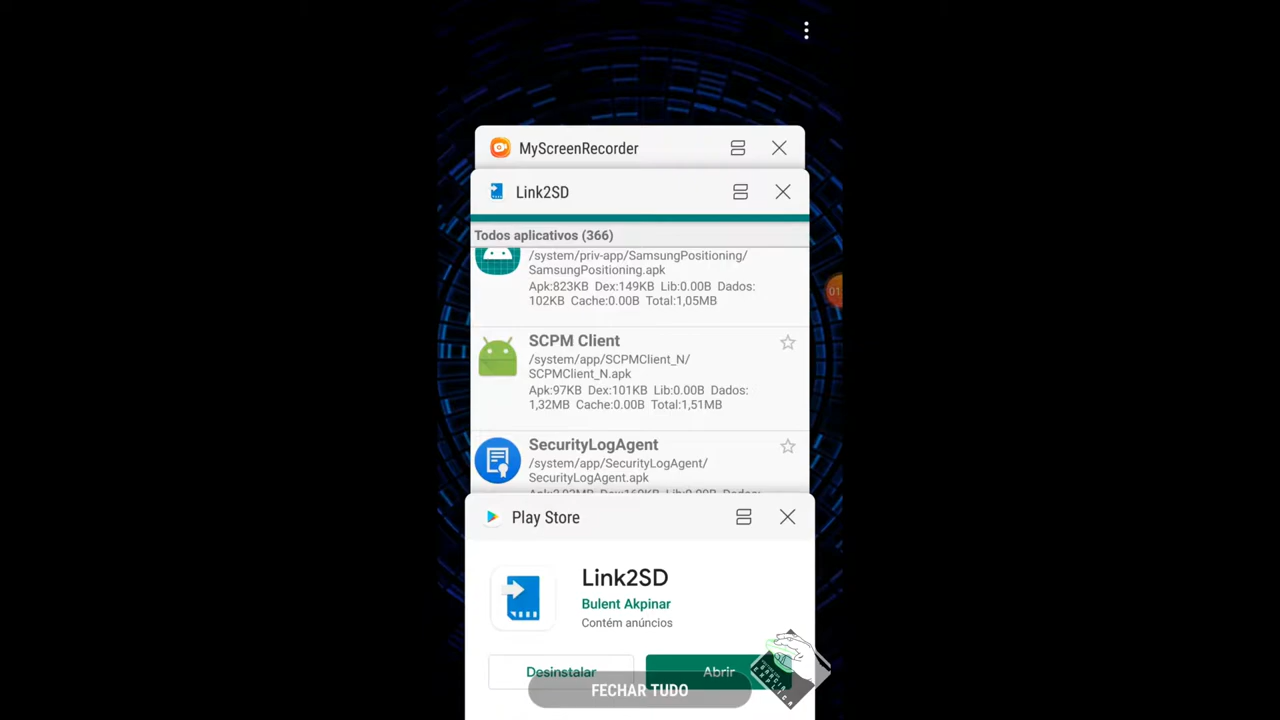 MyScreenRecorder
Link2SD
Todos aplicativos (366)
/system/priv-app/SamsungPositioning/
SamsungPositioning.apk
Apk:823KB Dex:149KB Lib:0.00B Dados:
102KB Cache:0.00B Total:1,05MB
01
SCPM Client
/system/app/SCPMClient_N/
SCPMClient_N.apk
Apk:97KB Dex:101KB Lib:0.00B Dados:
1,32MB Cache:0.00B Total:1,51MB
SecurityLogAgent
/system/app/SecurityLogAgent/
SecurityLogAgent.apk
Play Store
Link2SD
Bulent Akpinar
Contém anúncios
Desinstalar
Abrir
FECHAR TUDO
EXPLICA